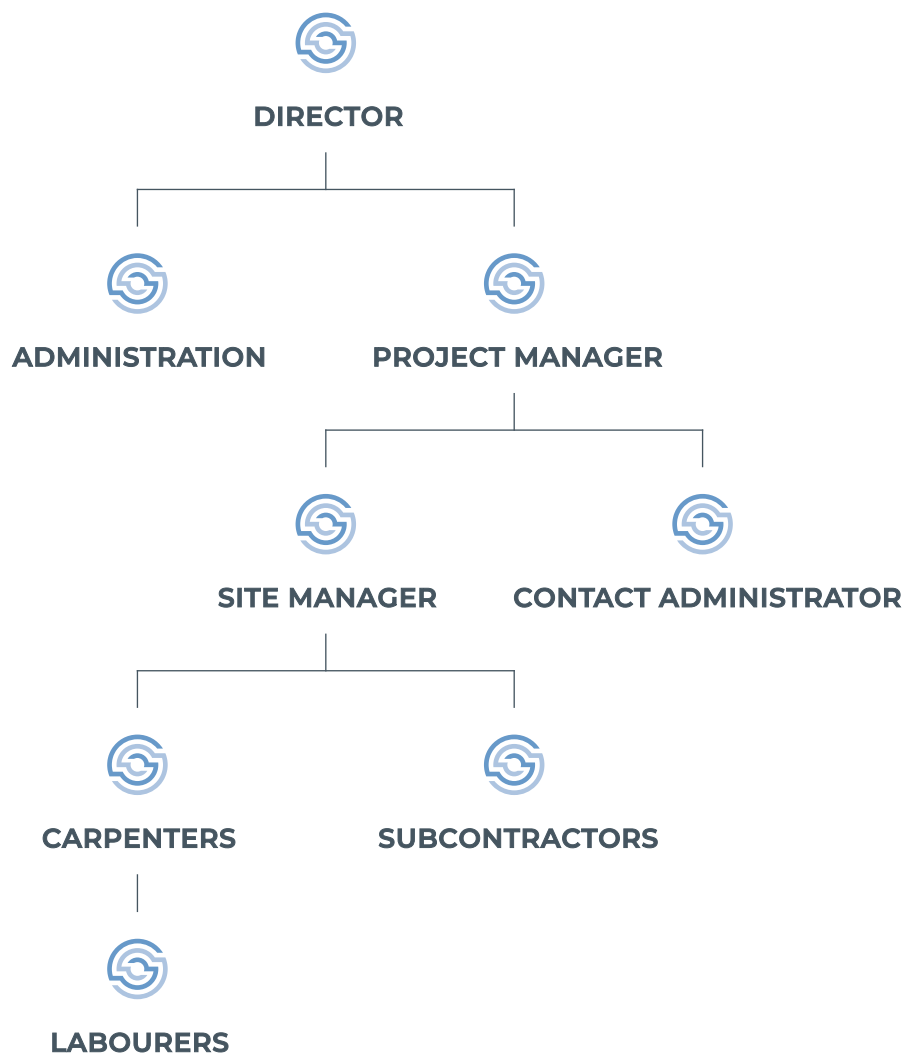 DIRECTOR
ADMINISTRATION
PROJECT MANAGER
SITE MANAGER
CONTACT ADMINISTRATOR
CARPENTERS
SUBCONTRACTORS
LABOURERS